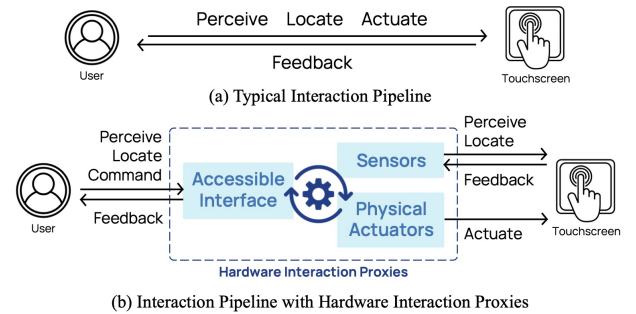 Perceive Locate Actuate
Feedback
User
Touchscreen
(a) Typical Interaction Pipeline
Perceive
Locate
Command
Feedback
User
Accessible
Interface
Sensors
Physical
Actuators
Hardware Interaction Proxies
Perceive
Locate
Feedback
Actuate
Touchscreen
(b) Interaction Pipeline with Hardware Interaction Proxies